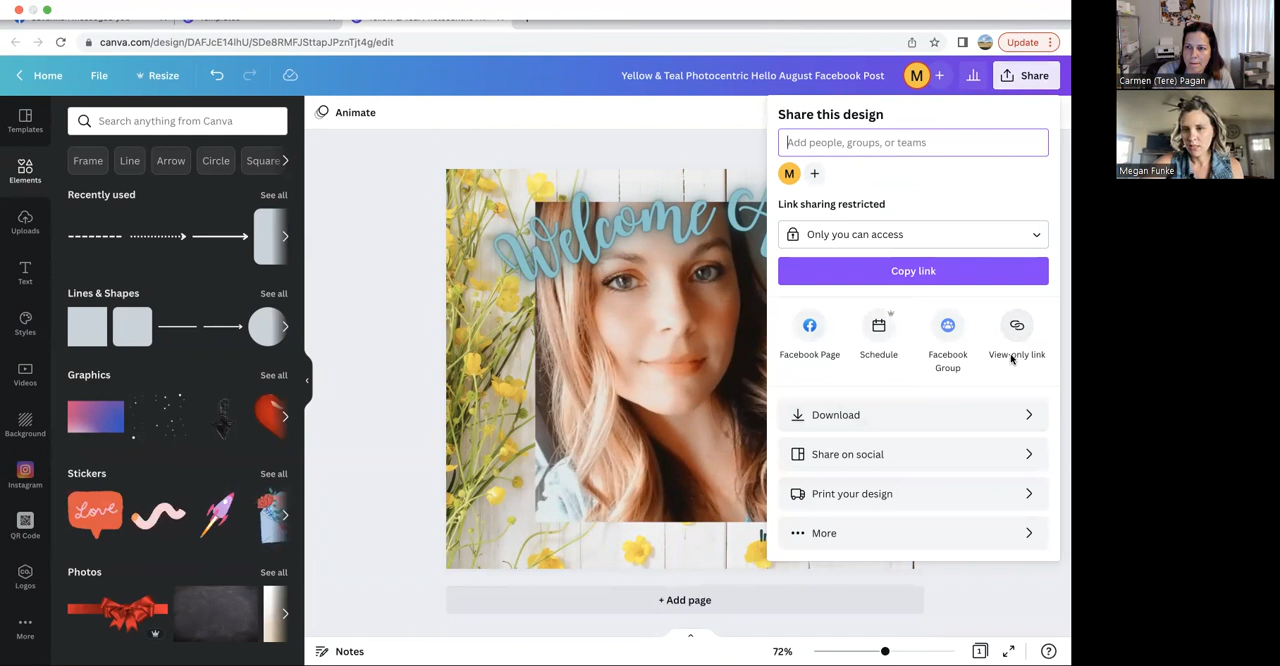 canva.com/design/DAFJcE14lhU/SDe8RMFJSttapJPznTjt4g/edit
Update
Home
File
Resize
Yellow & Teal Photocentric Hello August Facebook Post
M
+
Share
Templates
Elements
Uploads
Text
Styles
Videos
Background
Instagram
QR Code
Logos
More
Search anything from Canva
Frame
Line
Arrow
Circle
Square
Recently used
See all
Lines & Shapes
See all
Graphics
See all
Stickers
See all
Love
Photos
See all
Animate
Welcome
+ Add page
Notes
72%
1
Share this design
Add people, groups, or teams
M
+
Link sharing restricted
Only you can access
Copy link
Facebook Page
Schedule
Facebook Group
View-only link
Download
Share on social
Print your design
More
Carmen (Tere) Pagan
Megan Funke